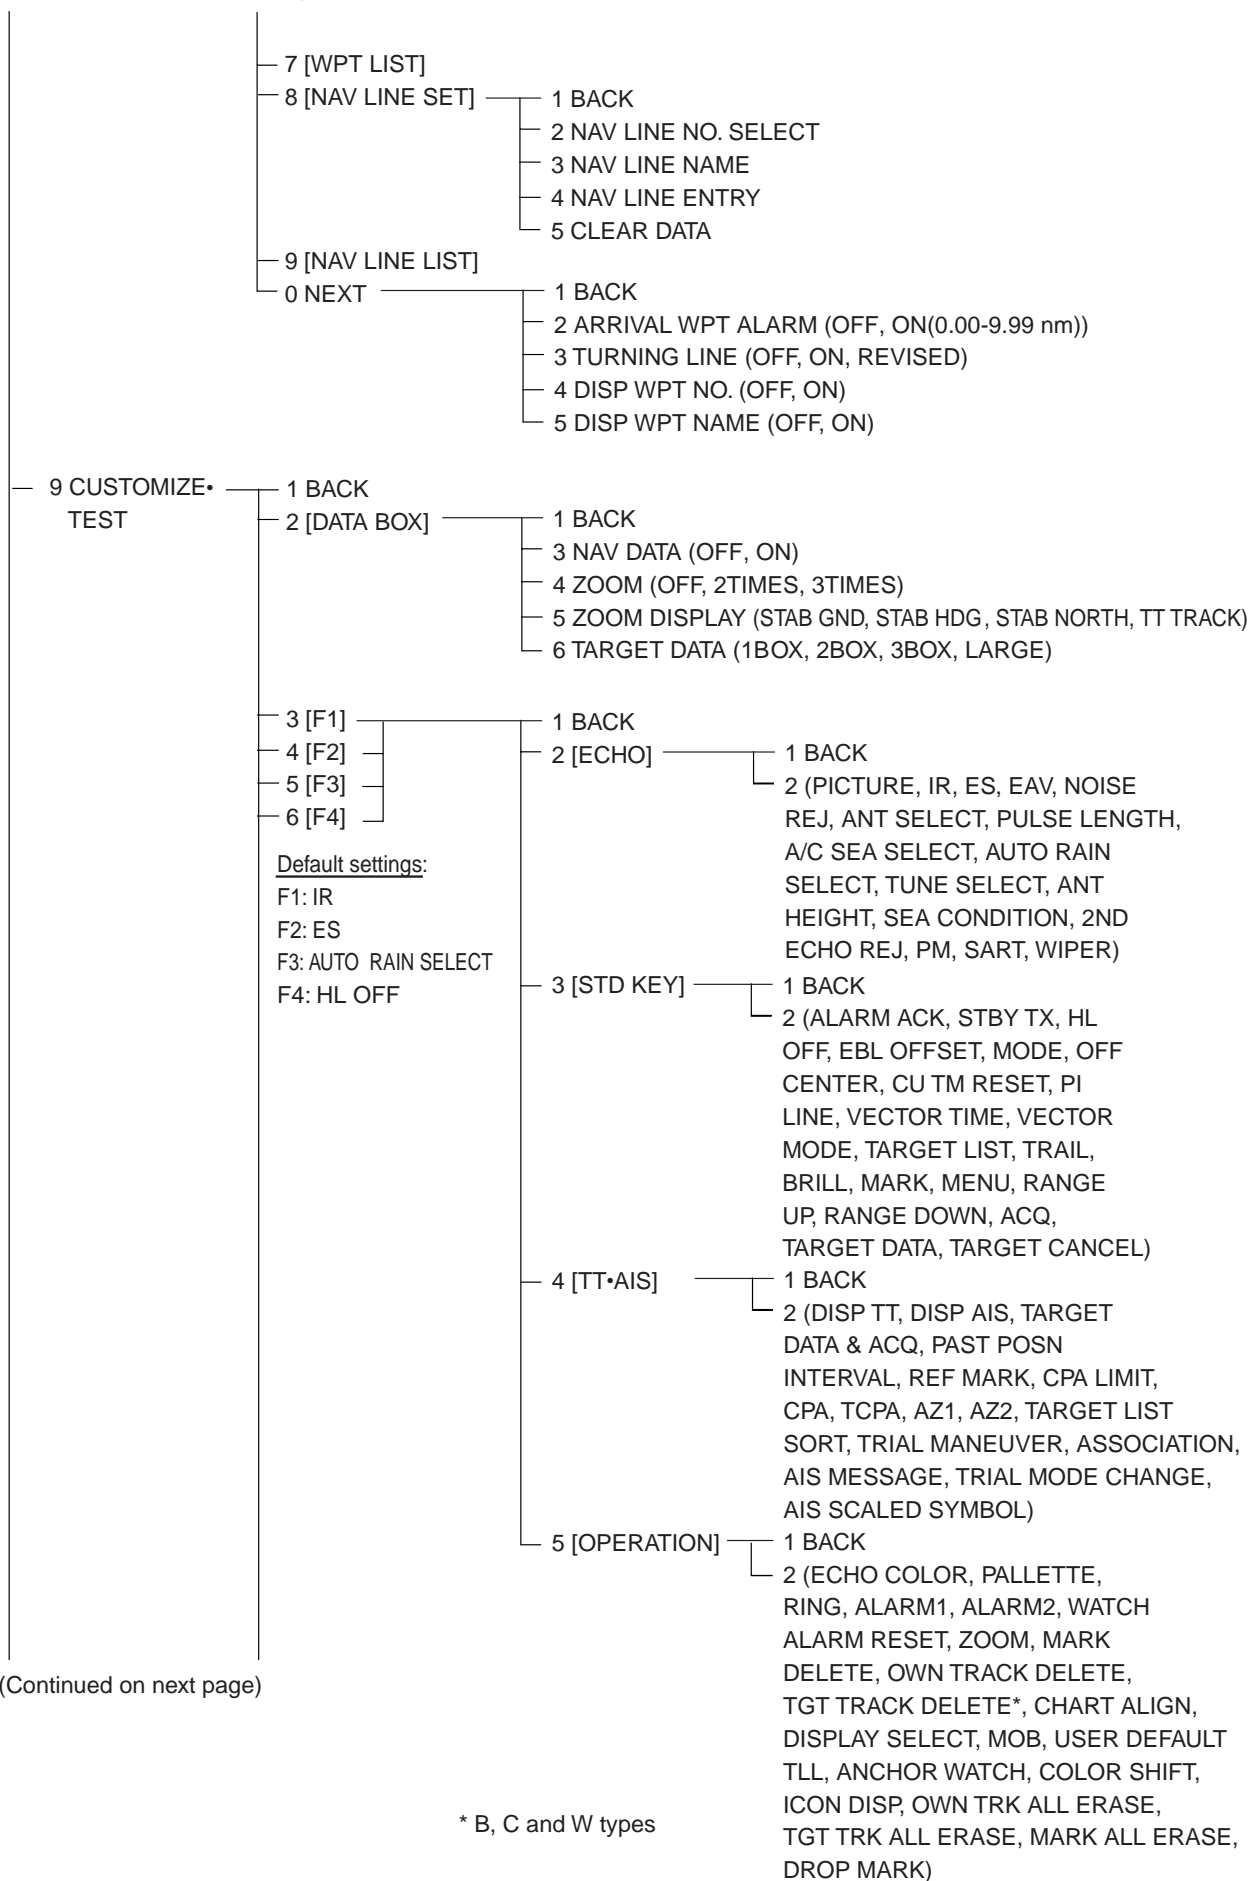 7 [WPT LIST]
8 [NAV LINE SET]
1 BACK
2 NAV LINE NO. SELECT
3 NAV LINE NAME
4 NAV LINE ENTRY
5 CLEAR DATA
9 [NAV LINE LIST]
0 NEXT
1 BACK
2 ARRIVAL WPT ALARM (OFF, ON(0.00-9.99 nm))
3 TURNING LINE (OFF, ON, REVISED)
4 DISP WPT NO. (OFF, ON)
5 DISP WPT NAME (OFF, ON)
9 CUSTOMIZE•
TEST
1 BACK
2 [DATA BOX]
1 BACK
3 NAV DATA (OFF, ON)
4 ZOOM (OFF, 2TIMES, 3TIMES)
5 ZOOM DISPLAY (STAB GND, STAB HDG, STAB NORTH, TT TRACK)
6 TARGET DATA (1BOX, 2BOX, 3BOX, LARGE)
3 [F1]
4 [F2]
5 [F3]
6 [F4]
Default settings:
F1: IR
F2: ES
F3: AUTO RAIN SELECT
F4: HL OFF
1 BACK
2 [ECHO]
1 BACK
2 (PICTURE, IR, ES, EAV, NOISE
REJ, ANT SELECT, PULSE LENGTH,
A/C SEA SELECT, AUTO RAIN
SELECT, TUNE SELECT, ANT
HEIGHT, SEA CONDITION, 2ND
ECHO REJ, PM, SART, WIPER)
3 [STD KEY]
1 BACK
2 (ALARM ACK, STBY TX, HL
OFF, EBL OFFSET, MODE, OFF
CENTER, CU TM RESET, PI
LINE, VECTOR TIME, VECTOR
MODE, TARGET LIST, TRAIL,
BRILL, MARK, MENU, RANGE
UP, RANGE DOWN, ACQ,
TARGET DATA, TARGET CANCEL)
4 [TT•AIS]
1 BACK
2 (DISP TT, DISP AIS, TARGET
DATA & ACQ, PAST POSN
INTERVAL, REF MARK, CPA LIMIT,
CPA, TCPA, AZ1, AZ2, TARGET LIST
SORT, TRIAL MANEUVER, ASSOCIATION,
AIS MESSAGE, TRIAL MODE CHANGE,
AIS SCALED SYMBOL)
5 [OPERATION]
1 BACK
2 (ECHO COLOR, PALLETTE,
RING, ALARM1, ALARM2, WATCH
ALARM RESET, ZOOM, MARK
DELETE, OWN TRACK DELETE,
TGT TRACK DELETE*, CHART ALIGN,
DISPLAY SELECT, MOB, USER DEFAULT
TLL, ANCHOR WATCH, COLOR SHIFT,
ICON DISP, OWN TRK ALL ERASE,
TGT TRK ALL ERASE, MARK ALL ERASE,
DROP MARK)
(Continued on next page)
* B, C and W types